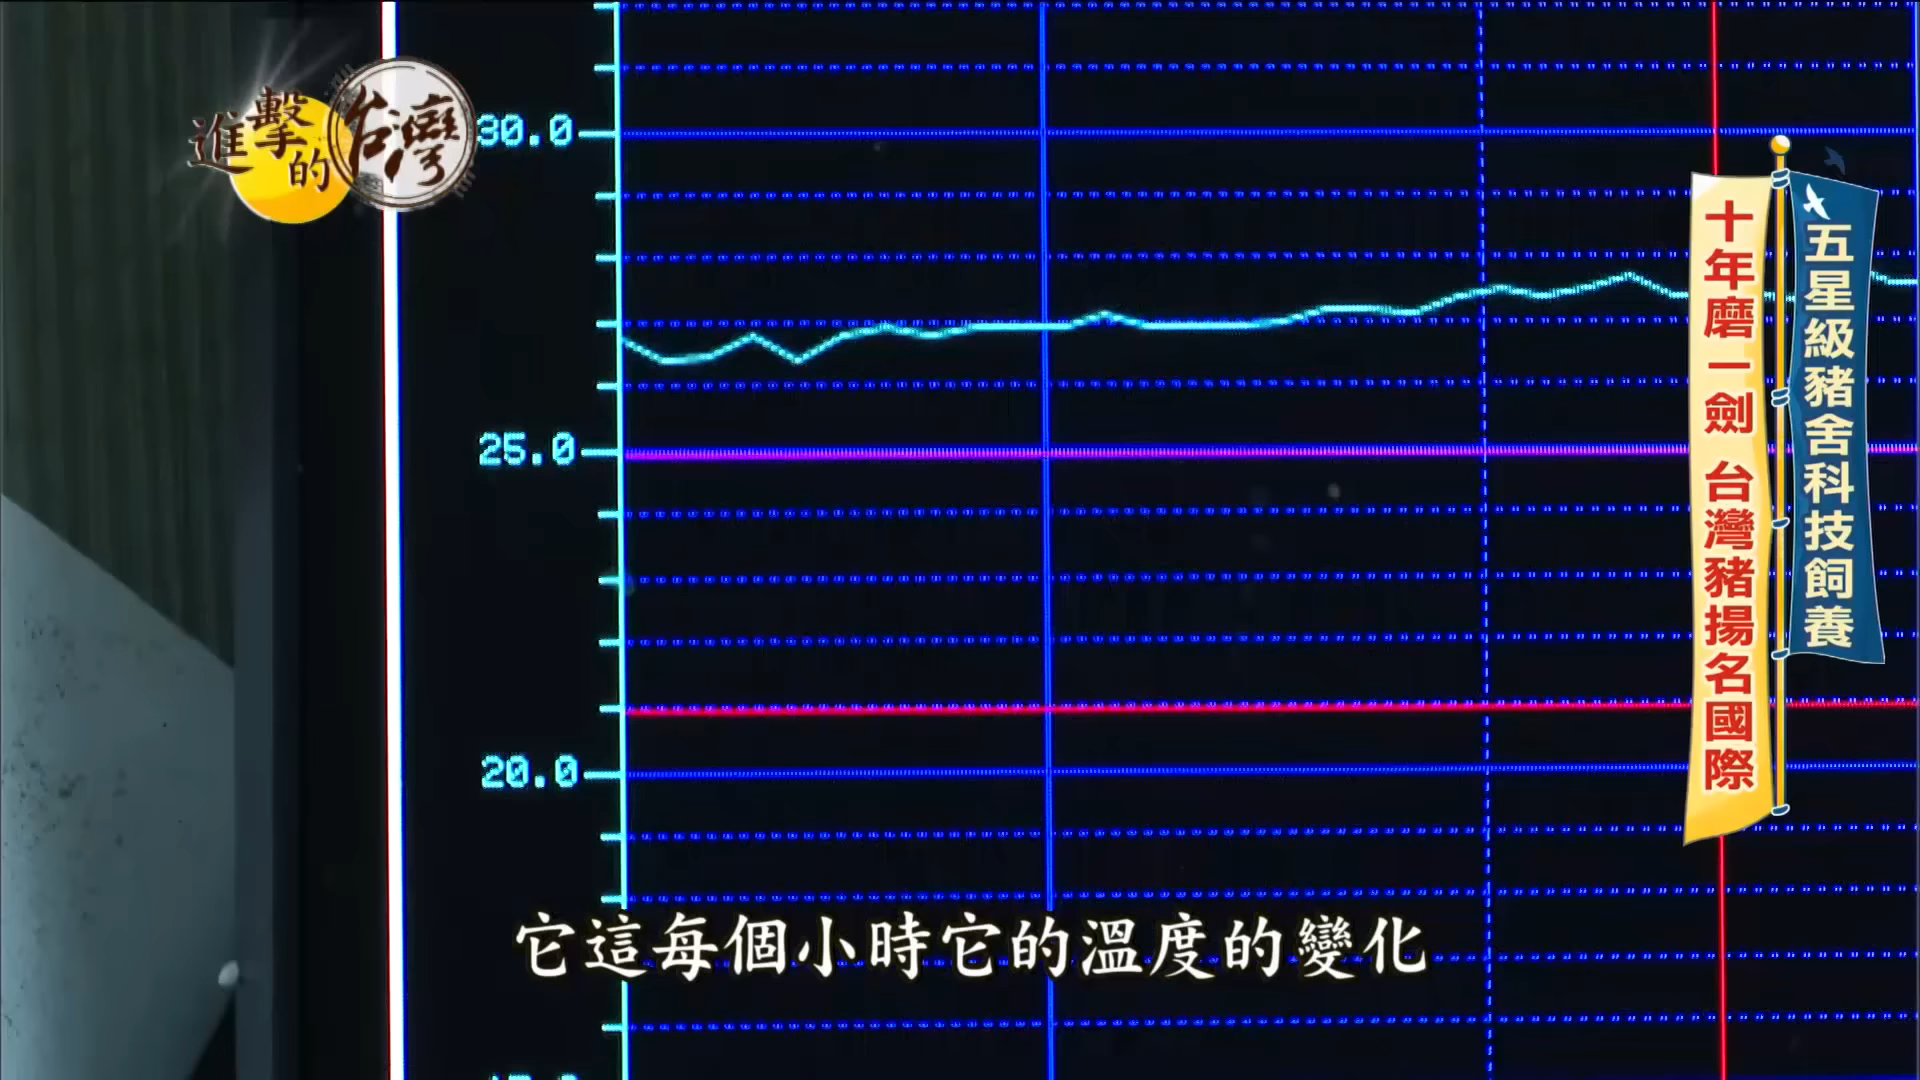 進擊的台灣
30.0
25.0
20.0
五星級豬舍科技飼養
十年磨一劍 台灣豬揚名國際
它這每個小時它的溫度的變化